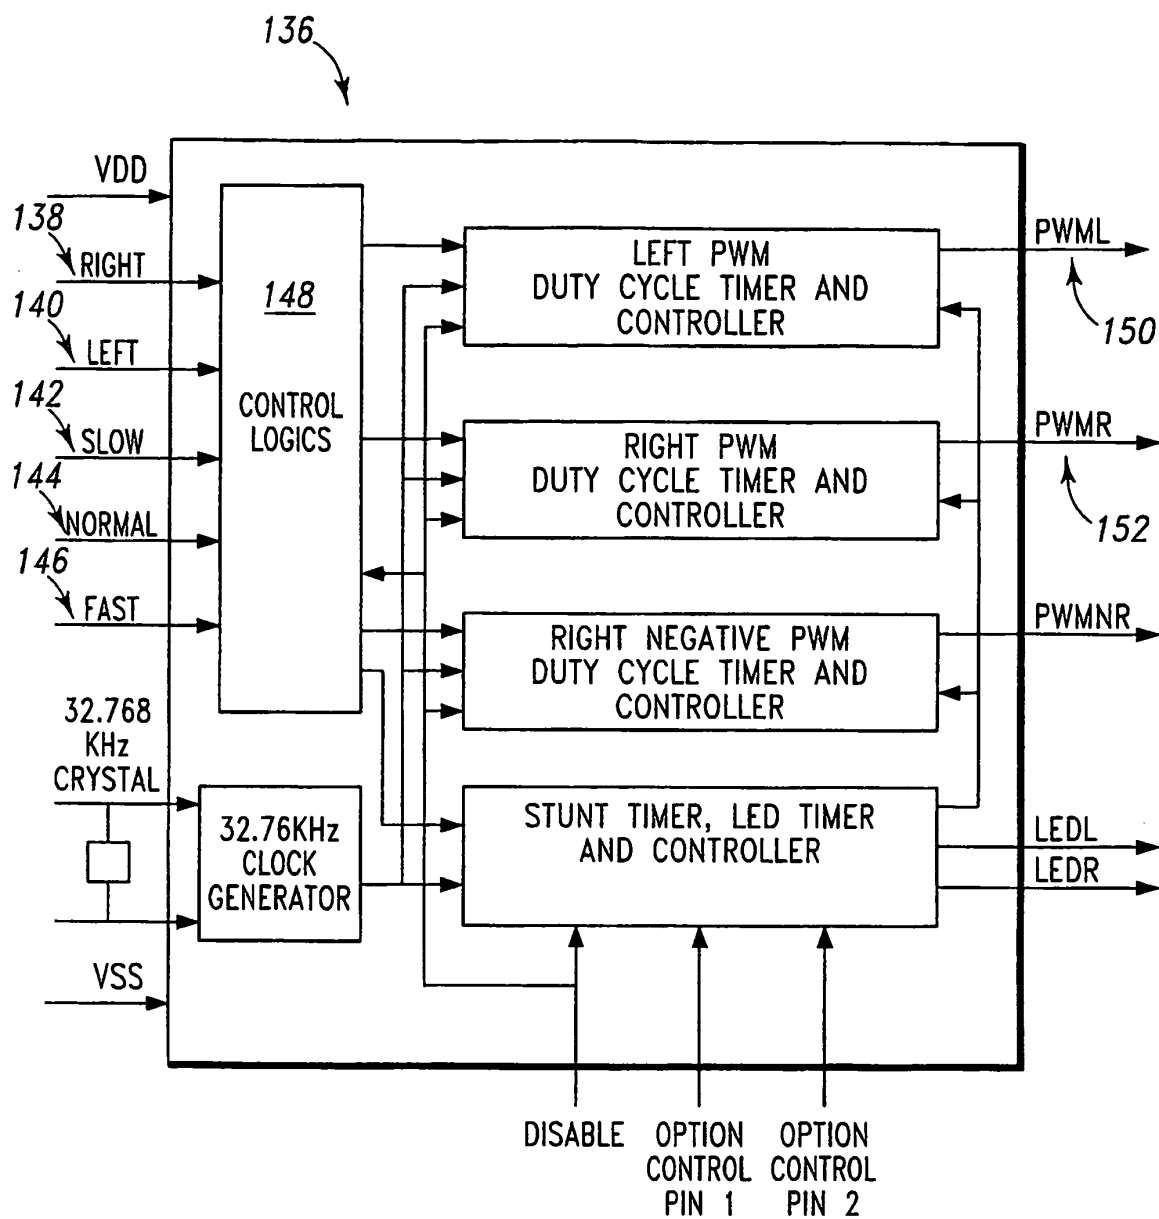 136
VDD
138
RIGHT
140
LEFT
142
SLOW
144
NORMAL
146
FAST
32.768
KHz
CRYSTAL
VSS
148
CONTROL
LOGICS
32.76KHz
CLOCK
GENERATOR
LEFT PWM
DUTY CYCLE TIMER AND
CONTROLLER
RIGHT PWM
DUTY CYCLE TIMER AND
CONTROLLER
RIGHT NEGATIVE PWM
DUTY CYCLE TIMER AND
CONTROLLER
STUNT TIMER, LED TIMER
AND CONTROLLER
PWML
150
PWMR
152
PWMNR
LEDL
LEDR
DISABLE
OPTION
CONTROL
PIN 1
OPTION
CONTROL
PIN 2